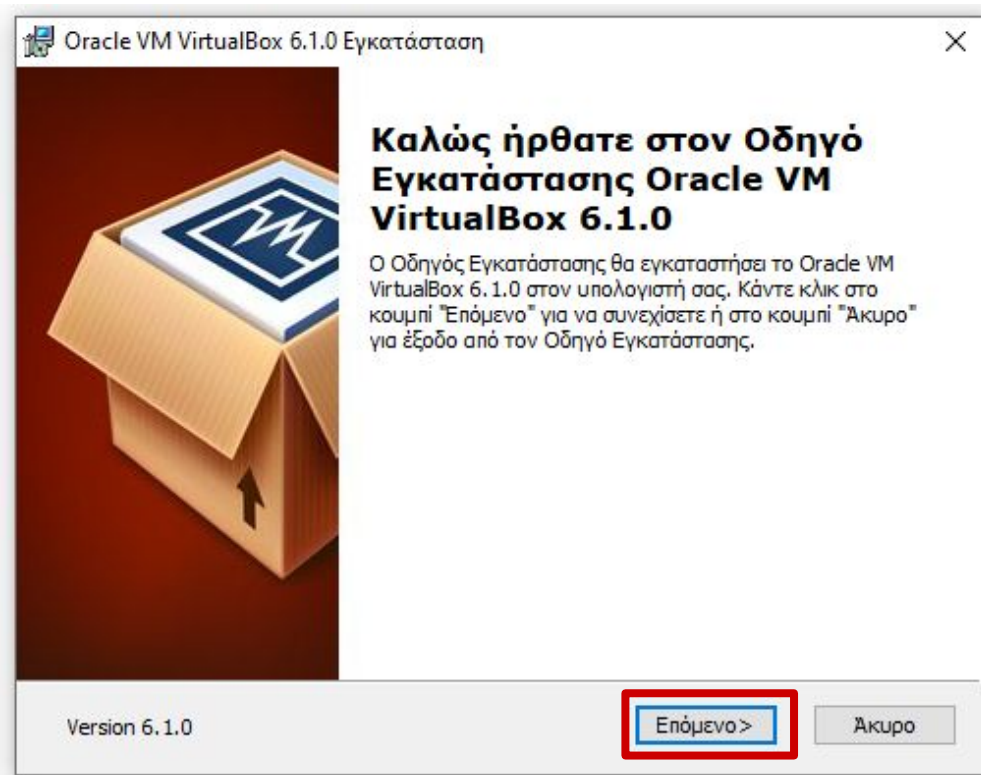 Oracle VM VirtualBox 6.1.0 Εγκατάσταση
Καλώς ήρθατε στον Οδηγό
Εγκατάστασης Oracle VM
VirtualBox 6.1.0
Ο Οδηγός Εγκατάστασης θα εγκαταστήσει το Oracle VM
VirtualBox 6.1.0 στον υπολογιστή σας. Κάντε κλικ στο
κουμπί "Επόμενο" για να συνεχίσετε ή στο κουμπί "Άκυρο"
για έξοδο από τον Οδηγό Εγκατάστασης.
Version 6.1.0
Επόμενο>
Άκυρο